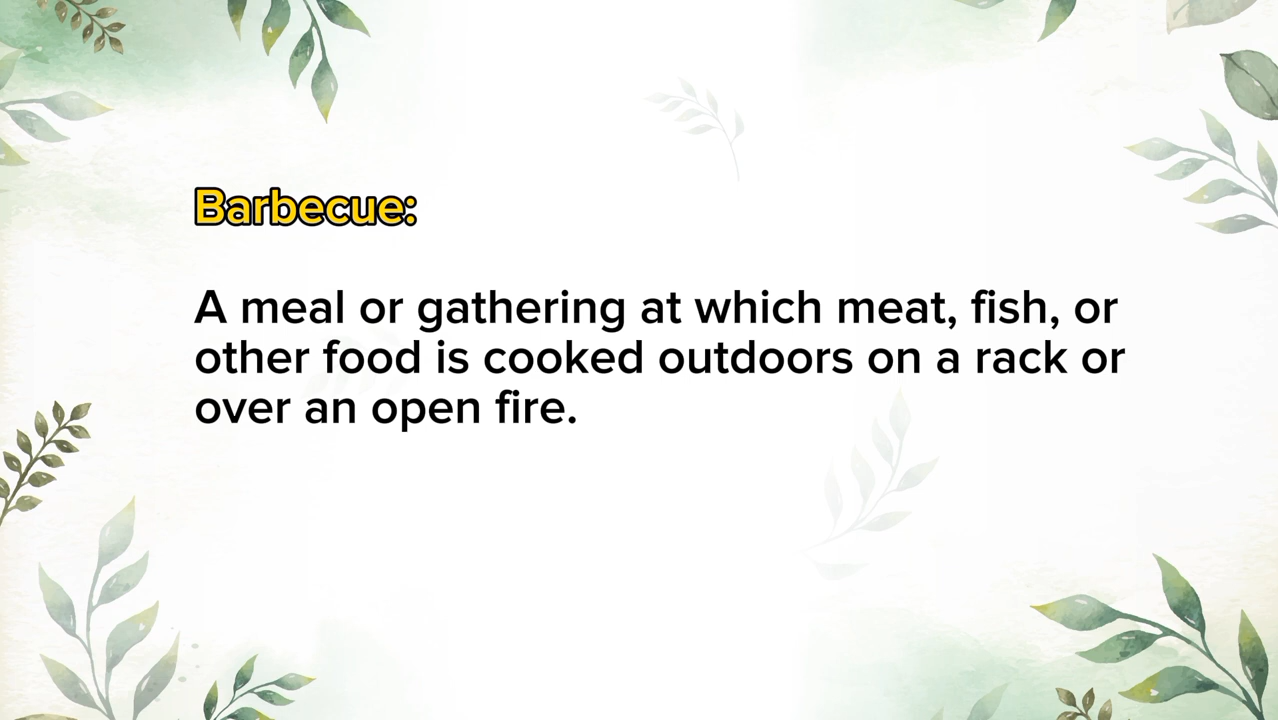 Barbecue:
A meal or gathering at which meat, fish, or
other food is cooked outdoors on a rack or
over an open fire.